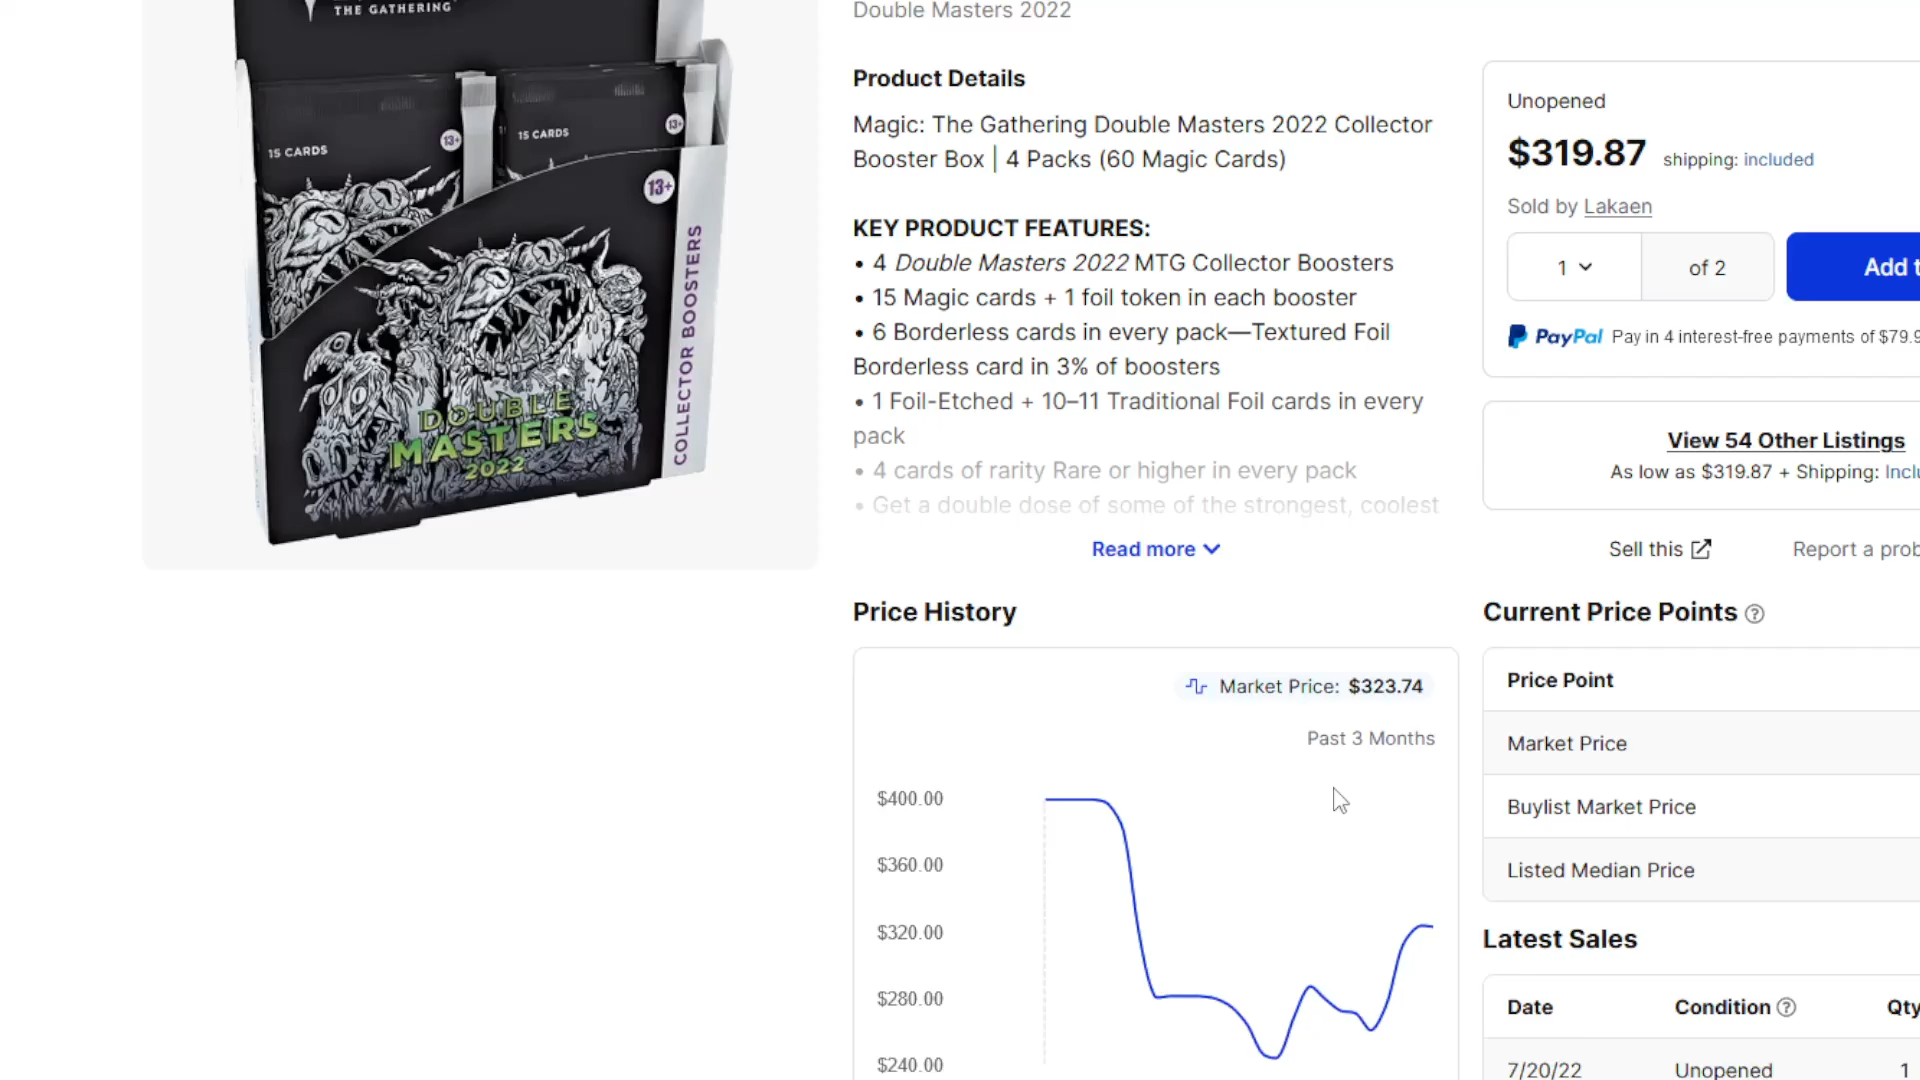 THE GATHERING
15 CARDS
13+
15 CARDS
13+
13+
DOUBLE
MASTERS
2022
COLLECTOR BOOSTERS
Double Masters 2022
Product Details
Magic: The Gathering Double Masters 2022 Collector
Booster Box | 4 Packs (60 Magic Cards)
KEY PRODUCT FEATURES:
• 4 Double Masters 2022 MTG Collector Boosters
• 15 Magic cards + 1 foil token in each booster
• 6 Borderless cards in every pack—Textured Foil
Borderless card in 3% of boosters
• 1 Foil-Etched + 10–11 Traditional Foil cards in every
pack
• 4 cards of rarity Rare or higher in every pack
• Get a double dose of some of the strongest, coolest
Read more
Unopened
$319.87 shipping: included
Sold by Lakaen
1 of 2
Add t
PayPal Pay in 4 interest-free payments of $79.9
View 54 Other Listings
As low as $319.87 + Shipping: Inclu
Sell this
Report a prob
Price History
Market Price: $323.74
Past 3 Months
$400.00
$360.00
$320.00
$280.00
$240.00
Current Price Points
Price Point
Market Price
Buylist Market Price
Listed Median Price
Latest Sales
Date Condition Qty
7/20/22 Unopened 1